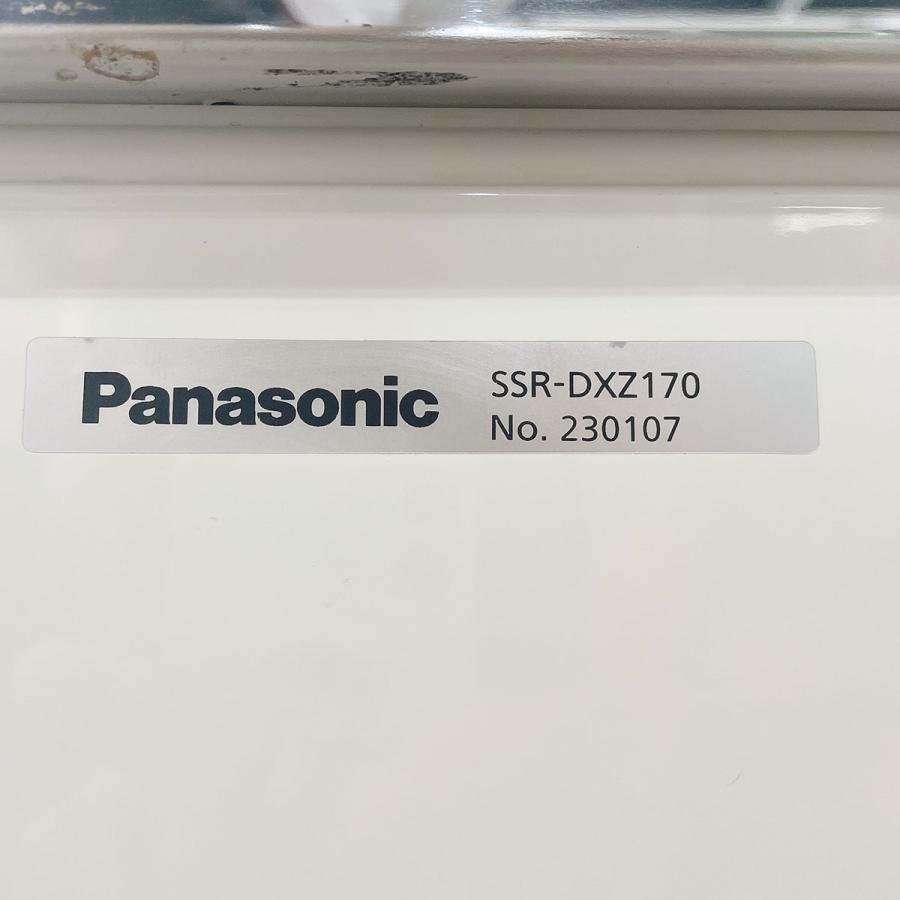 Panasonic
SSR-DXZ170
No. 230107